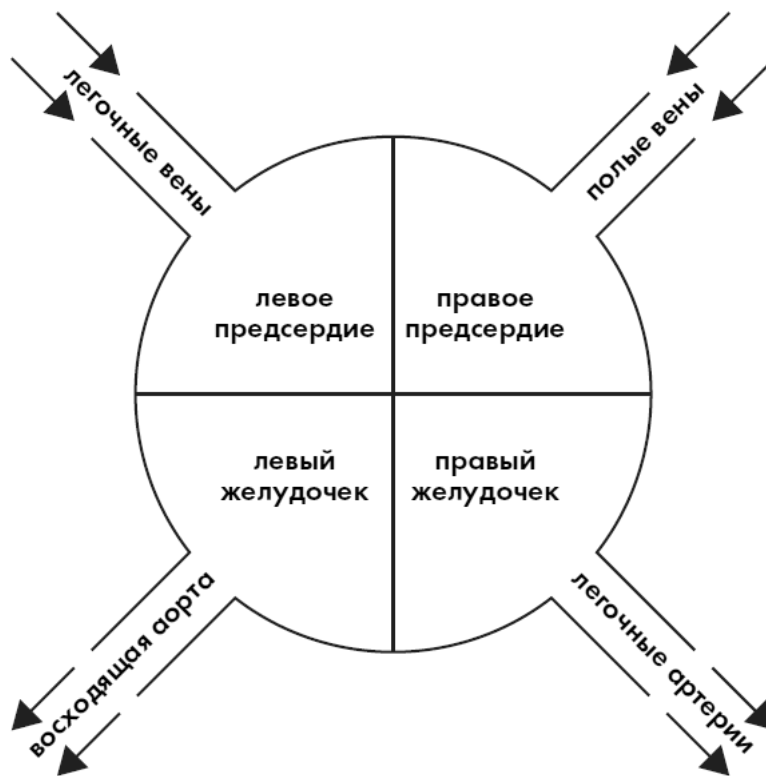 легочные вены
полые вены
левое
предсердие
правое
предсердие
левый
желудочек
правый
желудочек
восходящая аорта
легочные артерии